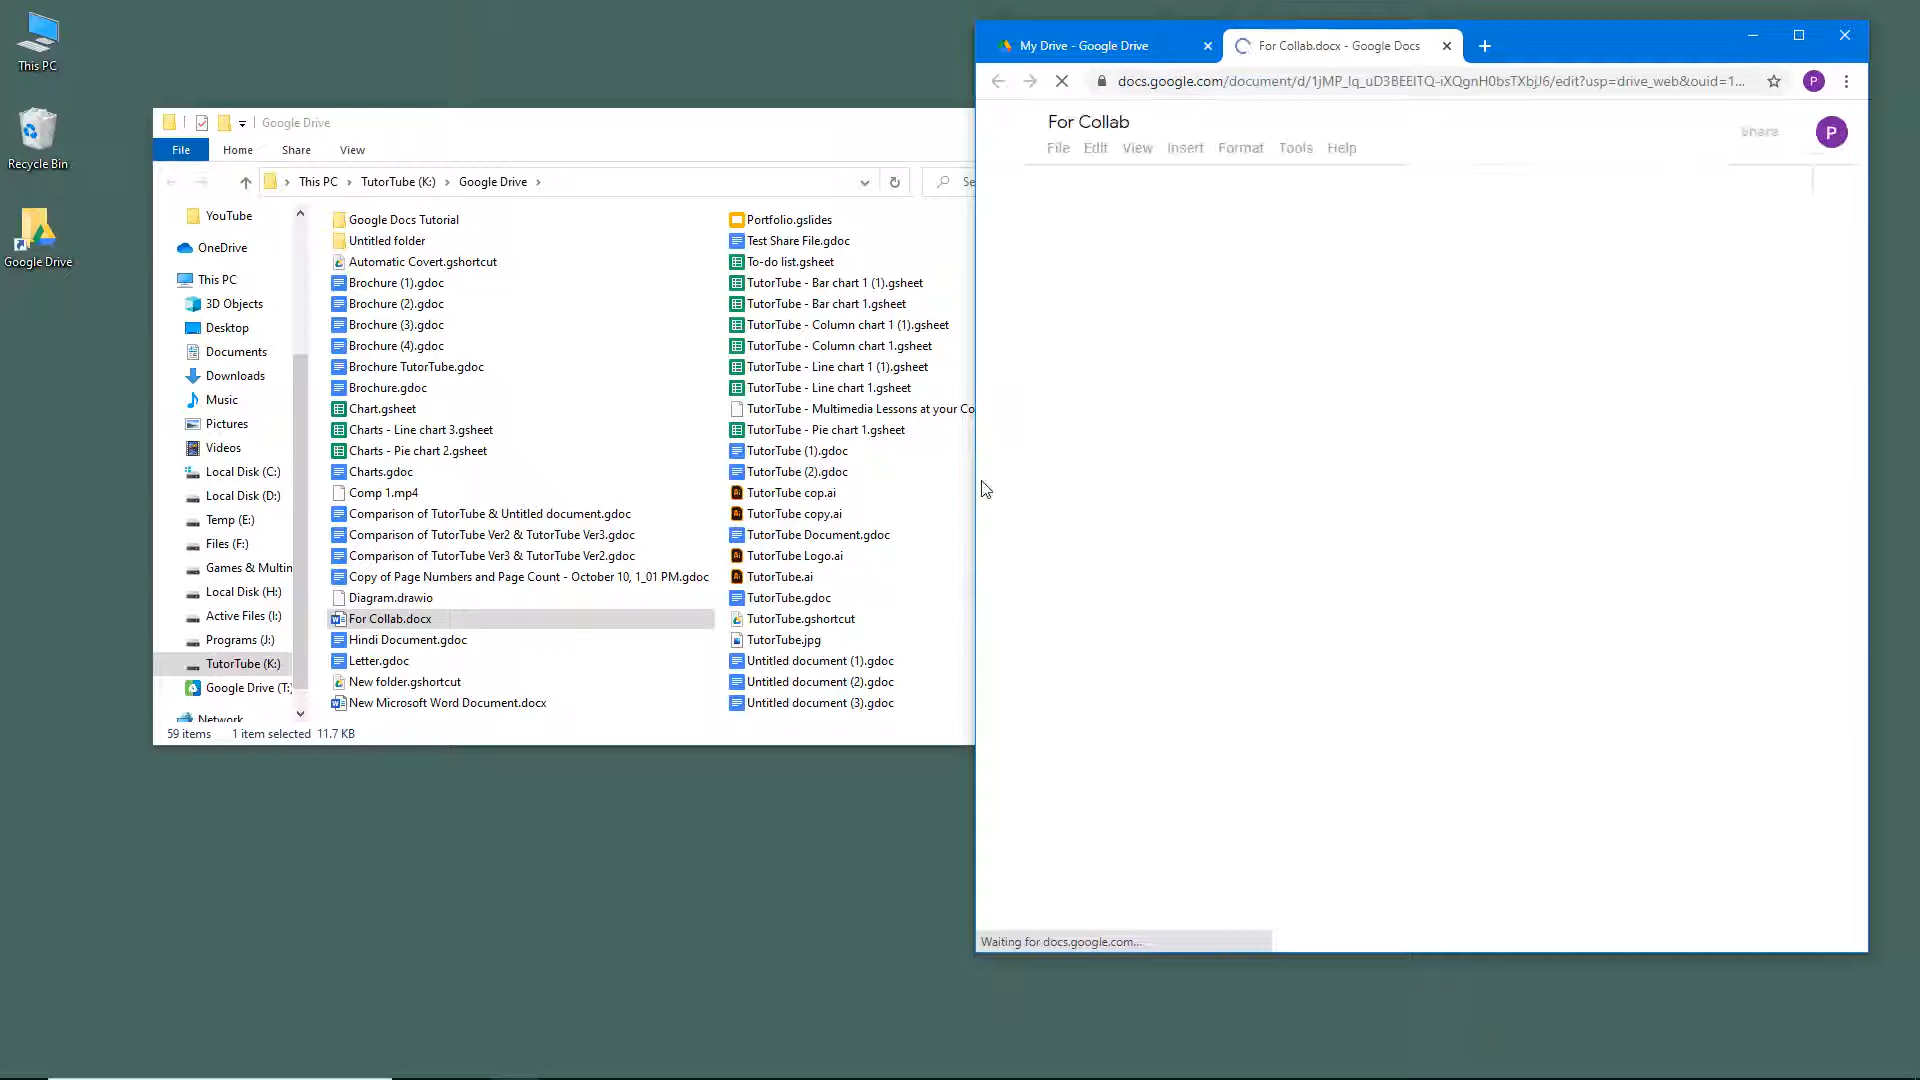 This PC
Recycle Bin
Google Drive
Google Drive
File Home Share View
This PC > TutorTube (K:) > Google Drive >
Se
YouTube
OneDrive
This PC
3D Objects
Desktop
Documents
Downloads
Music
Pictures
Videos
Local Disk (C:)
Local Disk (D:)
Temp (E:)
Files (F:)
Games & Multin
Local Disk (H:)
Active Files (I:)
Programs (J:)
TutorTube (K:)
Google Drive (T:)
Network
Google Docs Tutorial
Untitled folder
Automatic Covert.gshortcut
Brochure (1).gdoc
Brochure (2).gdoc
Brochure (3).gdoc
Brochure (4).gdoc
Brochure TutorTube.gdoc
Brochure.gdoc
Chart.gsheet
Charts - Line chart 3.gsheet
Charts - Pie chart 2.gsheet
Charts.gdoc
Comp 1.mp4
Comparison of TutorTube & Untitled document.gdoc
Comparison of TutorTube Ver2 & TutorTube Ver3.gdoc
Comparison of TutorTube Ver3 & TutorTube Ver2.gdoc
Copy of Page Numbers and Page Count - October 10, 1_01 PM.gdoc
Diagram.drawio
For Collab.docx
Hindi Document.gdoc
Letter.gdoc
New folder.gshortcut
New Microsoft Word Document.docx
Portfolio.gslides
Test Share File.gdoc
To-do list.gsheet
TutorTube - Bar chart 1 (1).gsheet
TutorTube - Bar chart 1.gsheet
TutorTube - Column chart 1 (1).gsheet
TutorTube - Column chart 1.gsheet
TutorTube - Line chart 1 (1).gsheet
TutorTube - Line chart 1.gsheet
TutorTube - Multimedia Lessons at your Co
TutorTube - Pie chart 1.gsheet
TutorTube (1).gdoc
TutorTube (2).gdoc
TutorTube cop.ai
TutorTube copy.ai
TutorTube Document.gdoc
TutorTube Logo.ai
TutorTube.ai
TutorTube.gdoc
TutorTube.gshortcut
TutorTube.jpg
Untitled document (1).gdoc
Untitled document (2).gdoc
Untitled document (3).gdoc
59 items 1 item selected 11.7 KB
My Drive - Google Drive
For Collab.docx - Google Docs
docs.google.com/document/d/1jMP_lq_uD3BEEITQ-iXQgnH0bsTXbjJ6/edit?usp=drive_web&ouid=1...
P
For Collab
File Edit View Insert Format Tools Help
Share
P
Waiting for docs.google.com...